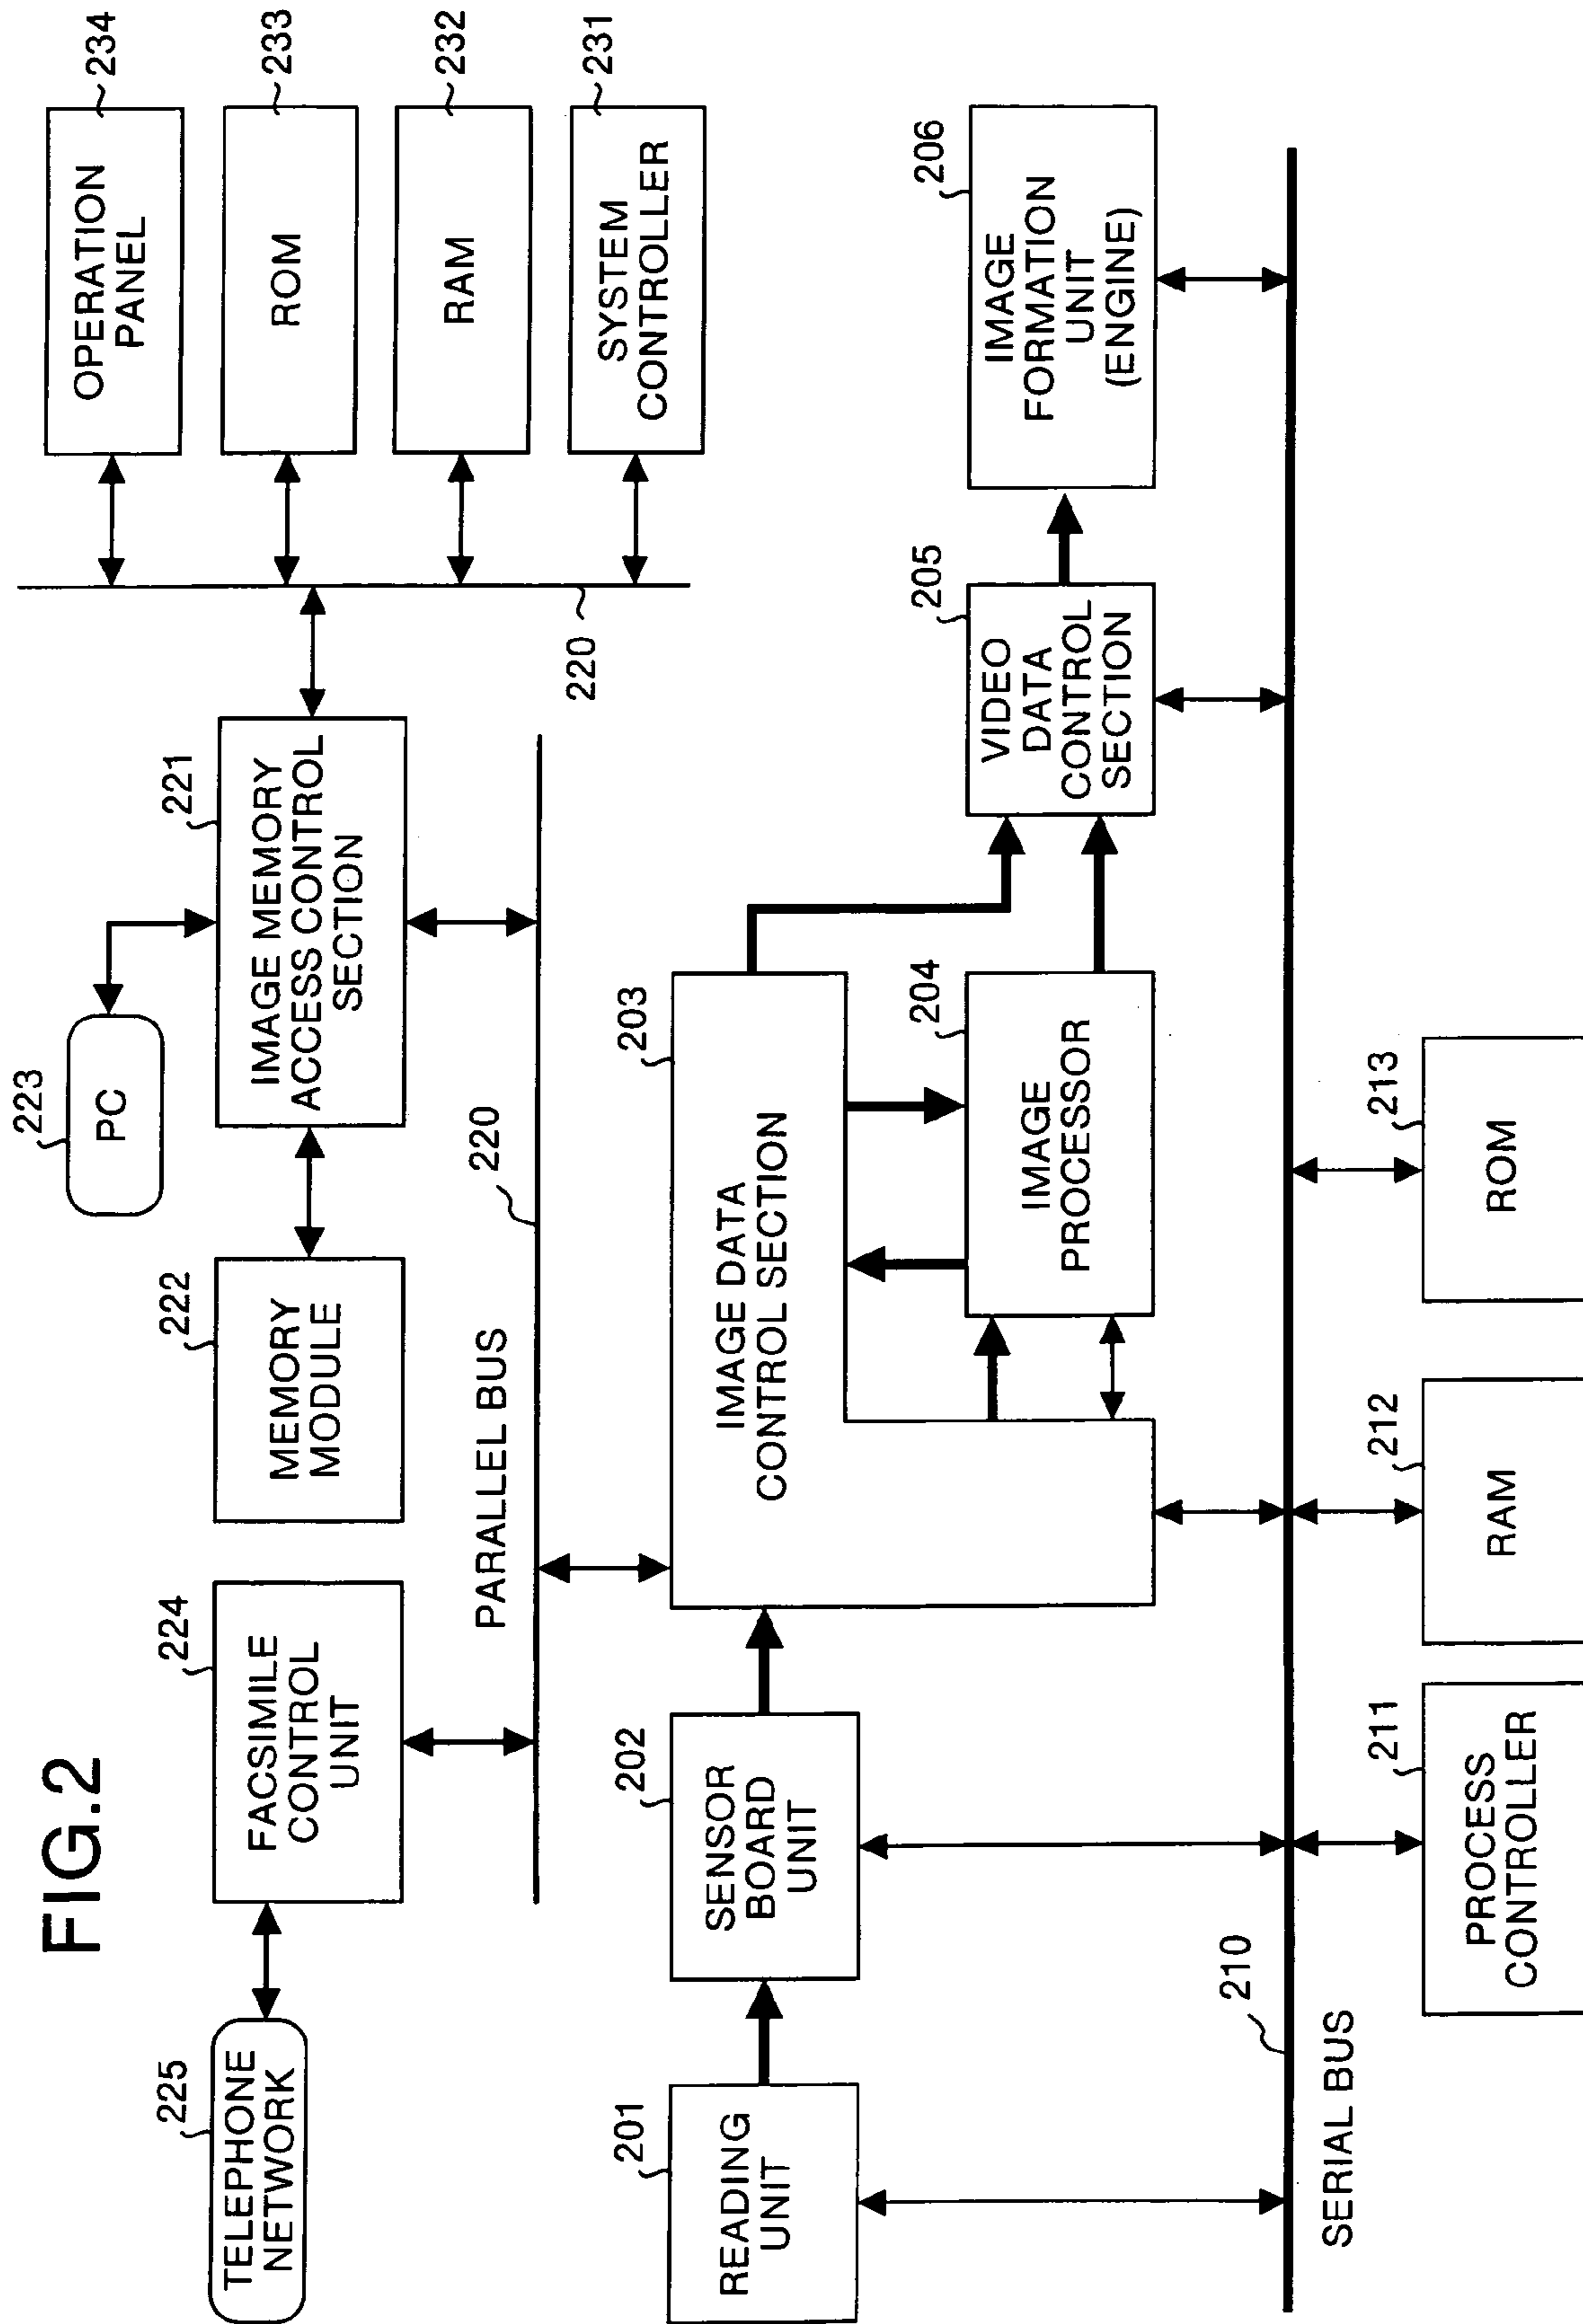 FIG.2
225
TELEPHONE
NETWORK
224
FACSIMILE
CONTROL
UNIT
222
MEMORY
MODULE
223
PC
221
IMAGE MEMORY
ACCESS CONTROL
SECTION
234
OPERATION
PANEL
233
ROM
232
RAM
231
SYSTEM
CONTROLLER
220
PARALLEL BUS
220
201
READING
UNIT
202
SENSOR
BOARD
UNIT
203
IMAGE DATA
CONTROL SECTION
204
IMAGE
PROCESSOR
205
VIDEO
DATA
CONTROL
SECTION
206
IMAGE
FORMATION
UNIT
(ENGINE)
210
SERIAL BUS
211
PROCESS
CONTROLLER
212
RAM
213
ROM